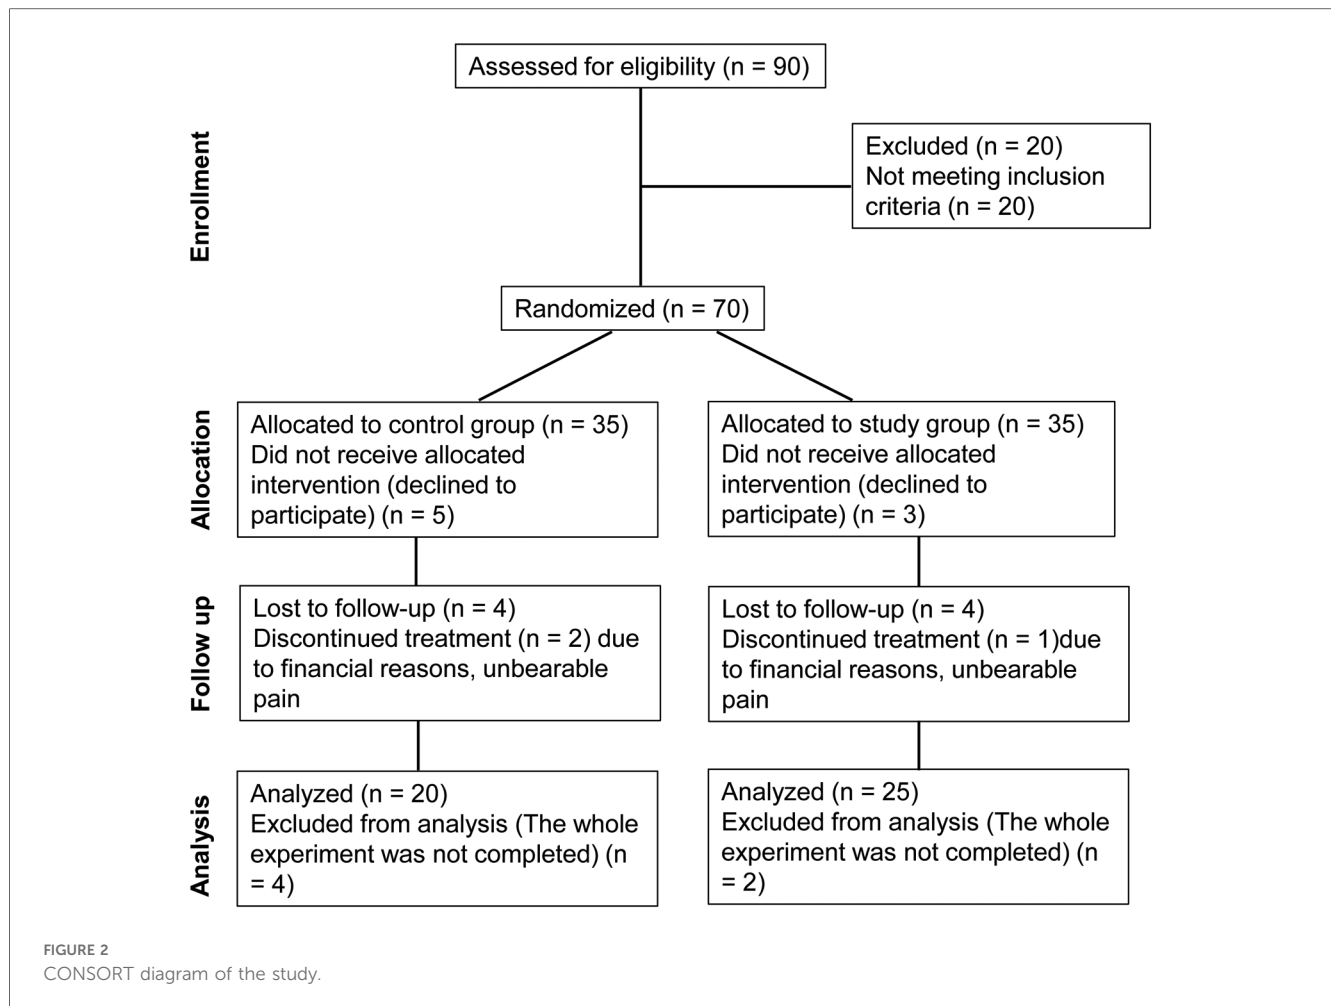 Assessed for eligibility (n = 90)
Enrollment
Excluded (n = 20)
Not meeting inclusion
criteria (n = 20)
Randomized (n = 70)
Allocation
Allocated to control group (n = 35)
Did not receive allocated
intervention (declined to
participate) (n = 5)
Allocated to study group (n = 35)
Did not receive allocated
intervention (declined to
participate) (n = 3)
Follow up
Lost to follow-up (n = 4)
Discontinued treatment (n = 2) due
to financial reasons, unbearable
pain
Lost to follow-up (n = 4)
Discontinued treatment (n = 1)due
to financial reasons, unbearable
pain
Analysis
Analyzed (n = 20)
Excluded from analysis (The whole
experiment was not completed) (n
= 4)
Analyzed (n = 25)
Excluded from analysis (The whole
experiment was not completed) (n
= 2)
FIGURE 2
CONSORT diagram of the study.